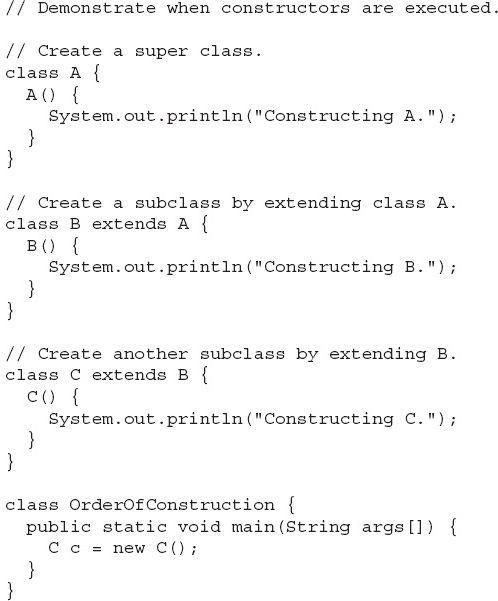 // Demonstrate when constructors are executed.
// Create a super class.
class A {
  A() {
    System.out.println("Constructing A.");
  }
}
// Create a subclass by extending class A.
class B extends A {
  B() {
    System.out.println("Constructing B.");
  }
}
// Create another subclass by extending B.
class C extends B {
  C() {
    System.out.println("Constructing C.");
  }
}
class OrderOfConstruction {
  public static void main(String args[]) {
    C c = new C();
  }
}